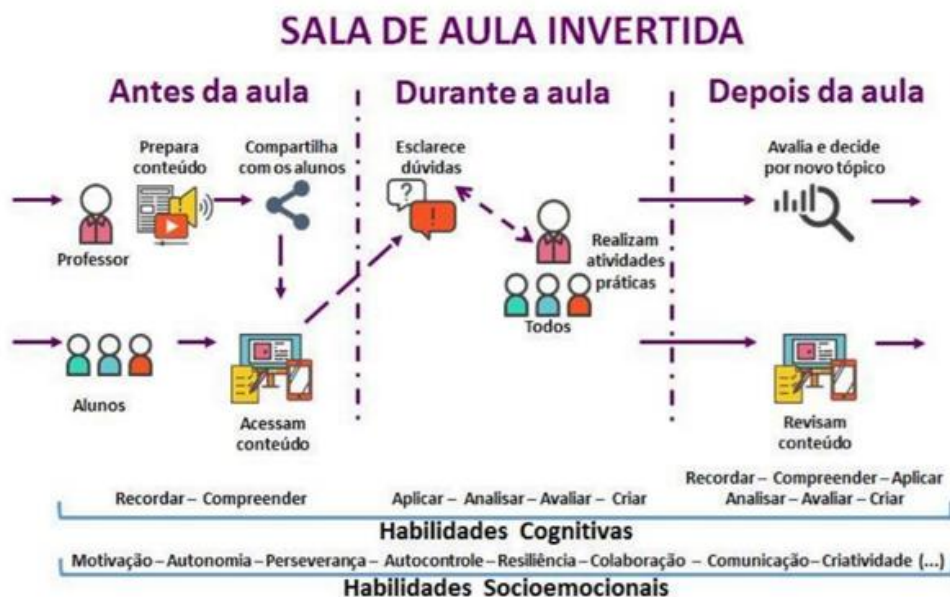 SALA DE AULA INVERTIDA
Antes da aula
Durante a aula
Depois da aula
Prepara
conteúdo
Compartilha
com os alunos
Professor
Alunos
Acessam
conteúdo
Esclarece
dúvidas
?
!
Realizam
atividades
práticas
Todos
Avalia e decide
por novo tópico
Revisam
conteúdo
Recordar – Compreender
Aplicar – Analisar – Avaliar – Criar
Recordar – Compreender – Aplicar
Analisar – Avaliar – Criar
Habilidades Cognitivas
Motivação – Autonomia – Perseverança – Autocontrole – Resiliência – Colaboração – Comunicação – Criatividade (...)
Habilidades Socioemocionais